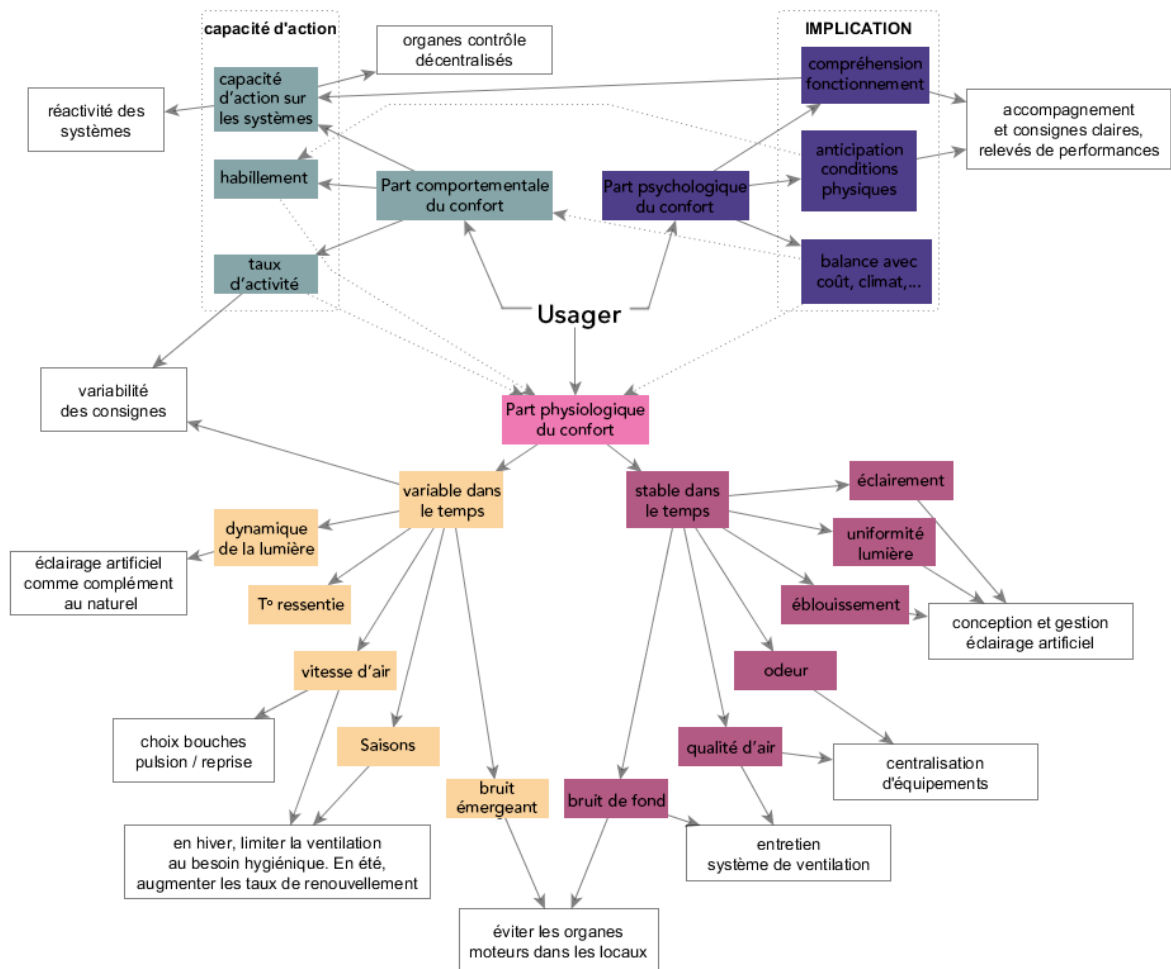 capacité d'action
IMPLICATION
organes contrôle
décentralisés
compréhension
fonctionnement
capacité
d'action sur
les systèmes
réactivité des
systèmes
accompagnement
et consignes claires,
relevés de performances
anticipation
conditions
physiques
habillement
Part comportementale
du confort
Part psychologique
du confort
taux
d'activité
balance avec
coût, climat,...
Usager
variabilité
des consignes
Part physiologique
du confort
variable dans
le temps
stable dans
le temps
éclairement
dynamique
de la lumière
uniformité
lumière
éclairage artificiel
comme complément
au naturel
T° ressentie
éblouissement
conception et gestion
éclairage artificiel
vitesse d'air
odeur
choix bouches
pulsion / reprise
Saisons
qualité d'air
centralisation
d'équipements
bruit
émergeant
bruit de fond
en hiver, limiter la ventilation
au besoin hygiénique. En été,
augmenter les taux de renouvellement
entretien
système de ventilation
éviter les organes
moteurs dans les locaux